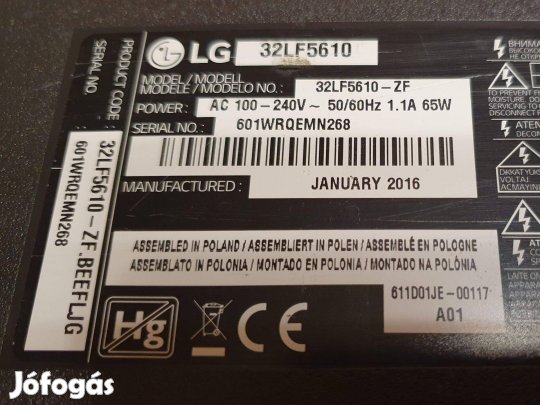 LG 32LF5610
MODEL / MODELL
MODELE / MODELO NO. : 32LF5610-ZF
POWER : AC 100-240V ~ 50/60Hz 1.1A 65W
SERIAL NO. : 601WRQEMN268
MANUFACTURED : JANUARY 2016
ASSEMBLED IN POLAND / ASSEMBLIERT IN POLEN / ASSEMBLÉ EN POLOGNE
ASSEMBLATO IN POLONIA / MONTADO EN POLONIA / MONTADO NA POLÔNIA
611D01JE-00117
A01
Hg
CE
PRODUCT CODE :
SERIAL NO :
32LF5610-ZF.BEEFLJG
601WRQEMN268
Jófogás